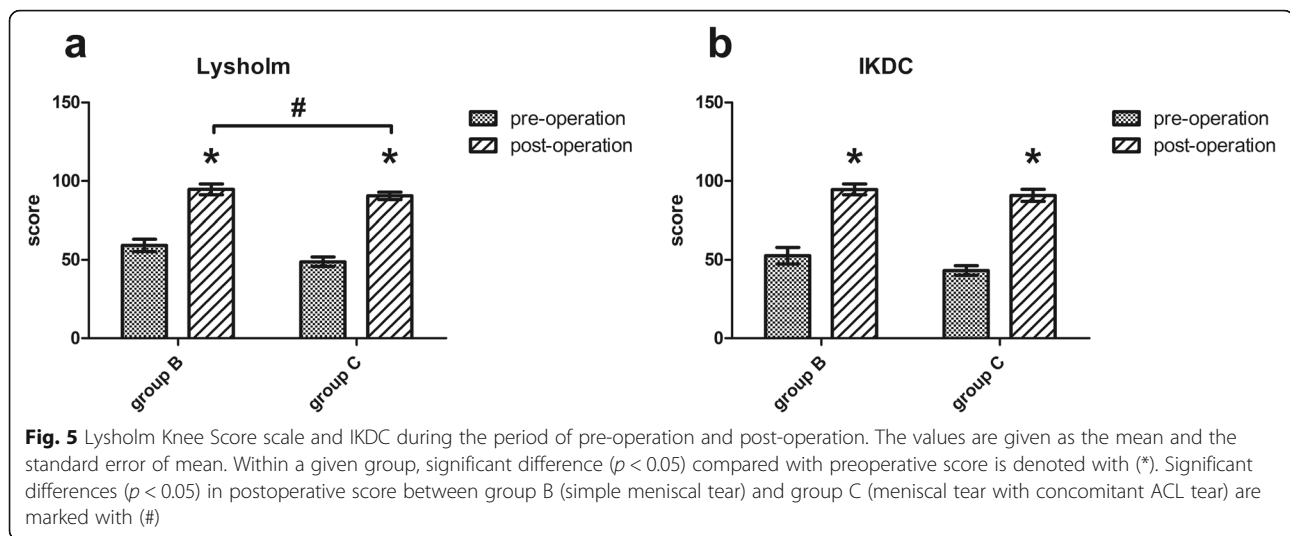 a
Lysholm
150
100
50
0
score
#
*
*
pre-operation
post-operation
group B
group C
b
IKDC
150
100
50
0
score
*
*
pre-operation
post-operation
group B
group C
Fig. 5 Lysholm Knee Score scale and IKDC during the period of pre-operation and post-operation. The values are given as the mean and the
standard error of mean. Within a given group, significant difference (p < 0.05) compared with preoperative score is denoted with (*). Significant
differences (p < 0.05) in postoperative score between group B (simple meniscal tear) and group C (meniscal tear with concomitant ACL tear) are
marked with (#)